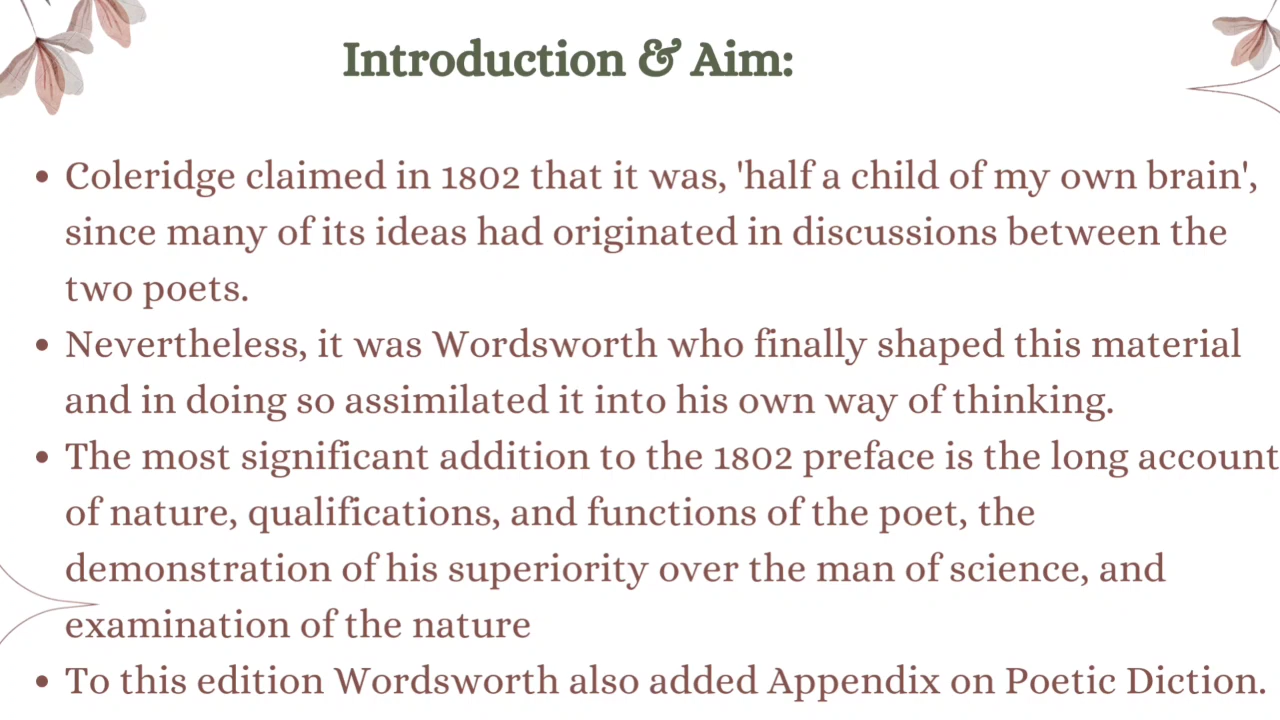 Introduction & Aim:
• Coleridge claimed in 1802 that it was, 'half a child of my own brain',
since many of its ideas had originated in discussions between the
two poets.
• Nevertheless, it was Wordsworth who finally shaped this material
and in doing so assimilated it into his own way of thinking.
• The most significant addition to the 1802 preface is the long account
of nature, qualifications, and functions of the poet, the
demonstration of his superiority over the man of science, and
examination of the nature
• To this edition Wordsworth also added Appendix on Poetic Diction.